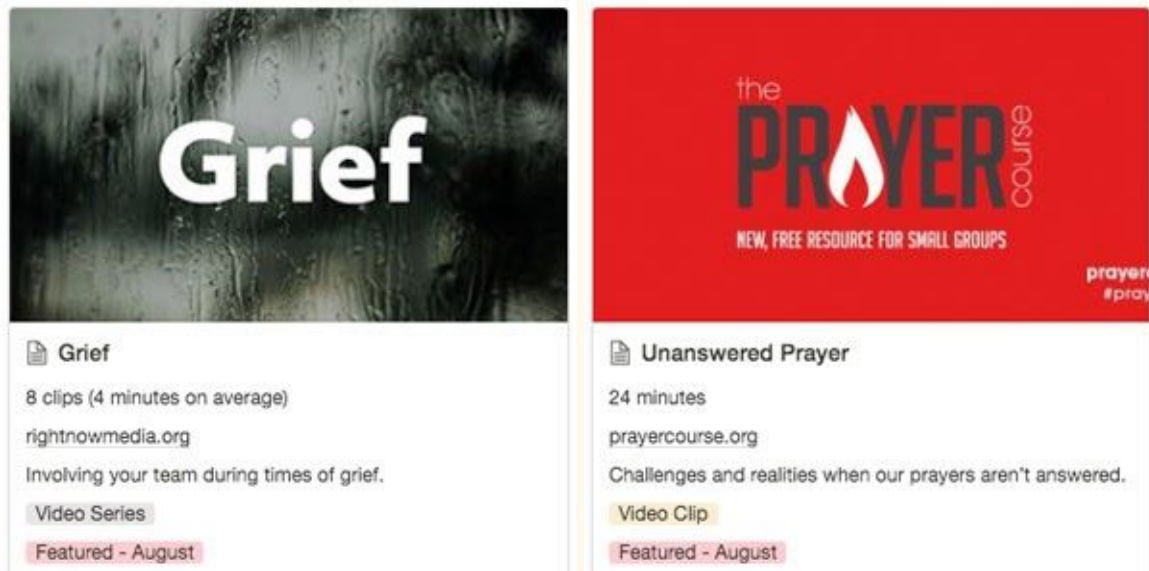 Grief
Grief
8 clips (4 minutes on average)
rightnowmedia.org
Involving your team during times of grief.
Video Series
Featured - August
the
PRAYER
course
NEW, FREE RESOURCE FOR SMALL GROUPS
prayerc
#pray
Unanswered Prayer
24 minutes
prayercourse.org
Challenges and realities when our prayers aren't answered.
Video Clip
Featured - August